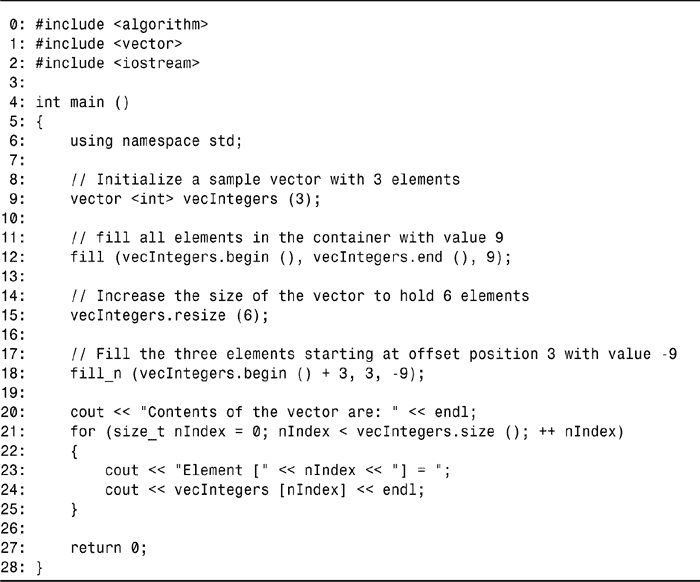 0: #include <algorithm>
1: #include <vector>
2: #include <iostream>
3:
4: int main ()
5: {
6:     using namespace std;
7:
8:     // Initialize a sample vector with 3 elements
9:     vector <int> vecIntegers (3);
10:
11:     // fill all elements in the container with value 9
12:     fill (vecIntegers.begin (), vecIntegers.end (), 9);
13:
14:     // Increase the size of the vector to hold 6 elements
15:     vecIntegers.resize (6);
16:
17:     // Fill the three elements starting at offset position 3 with value -9
18:     fill_n (vecIntegers.begin () + 3, 3, -9);
19:
20:     cout << "Contents of the vector are: " << endl;
21:     for (size_t nIndex = 0; nIndex < vecIntegers.size (); ++ nIndex)
22:     {
23:         cout << "Element [" << nIndex << "] = ";
24:         cout << vecIntegers [nIndex] << endl;
25:     }
26:
27:     return 0;
28: }